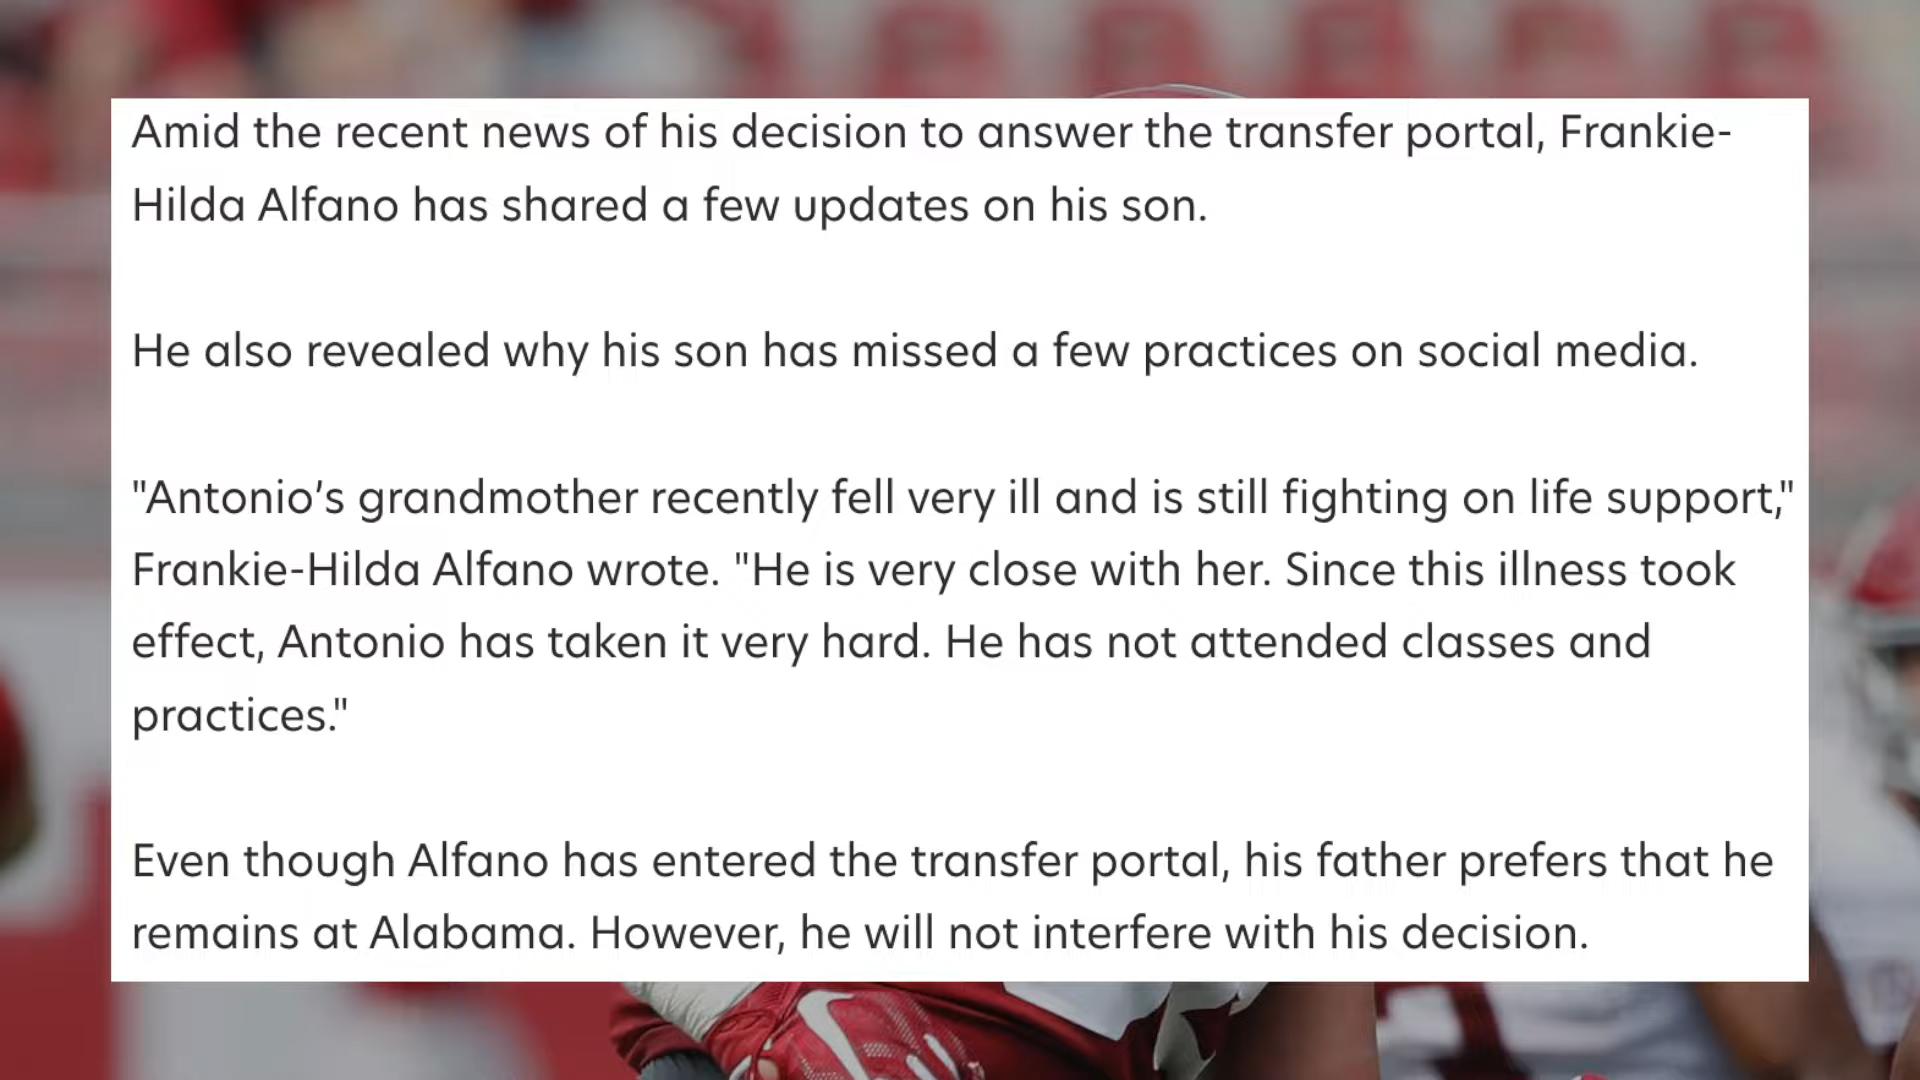 Amid the recent news of his decision to answer the transfer portal, Frankie-
Hilda Alfano has shared a few updates on his son.
He also revealed why his son has missed a few practices on social media.
"Antonio’s grandmother recently fell very ill and is still fighting on life support,"
Frankie-Hilda Alfano wrote. "He is very close with her. Since this illness took
effect, Antonio has taken it very hard. He has not attended classes and
practices."
Even though Alfano has entered the transfer portal, his father prefers that he
remains at Alabama. However, he will not interfere with his decision.